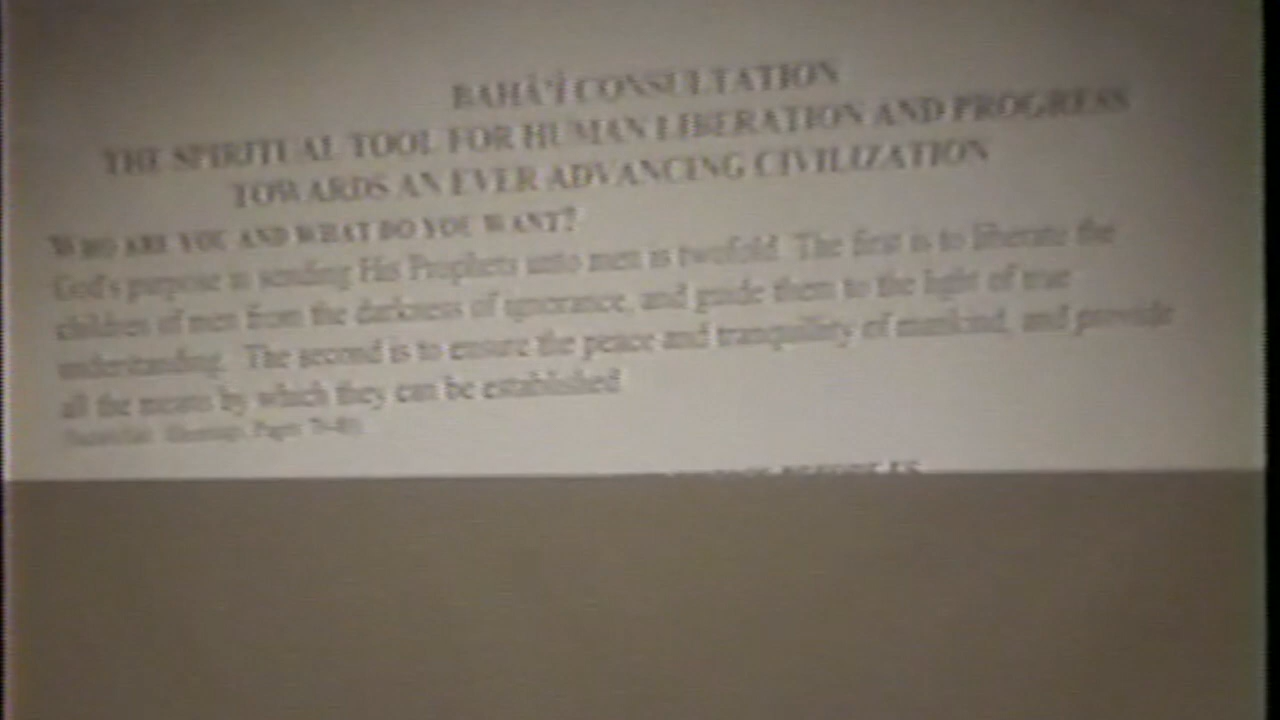 BAHÁ'Í CONSULTATION
THE SPIRITUAL TOOL FOR HUMAN LIBERATION AND PROGRESS
TOWARDS AN EVER ADVANCING CIVILIZATION
WHO ARE YOU AND WHAT DO YOU WANT?
God's purpose in sending His Prophets unto men is twofold. The first is to liberate the
children of men from the darkness of ignorance, and guide them to the light of true
understanding. The second is to ensure the peace and tranquillity of mankind, and provide
all the means by which they can be established.
Pages